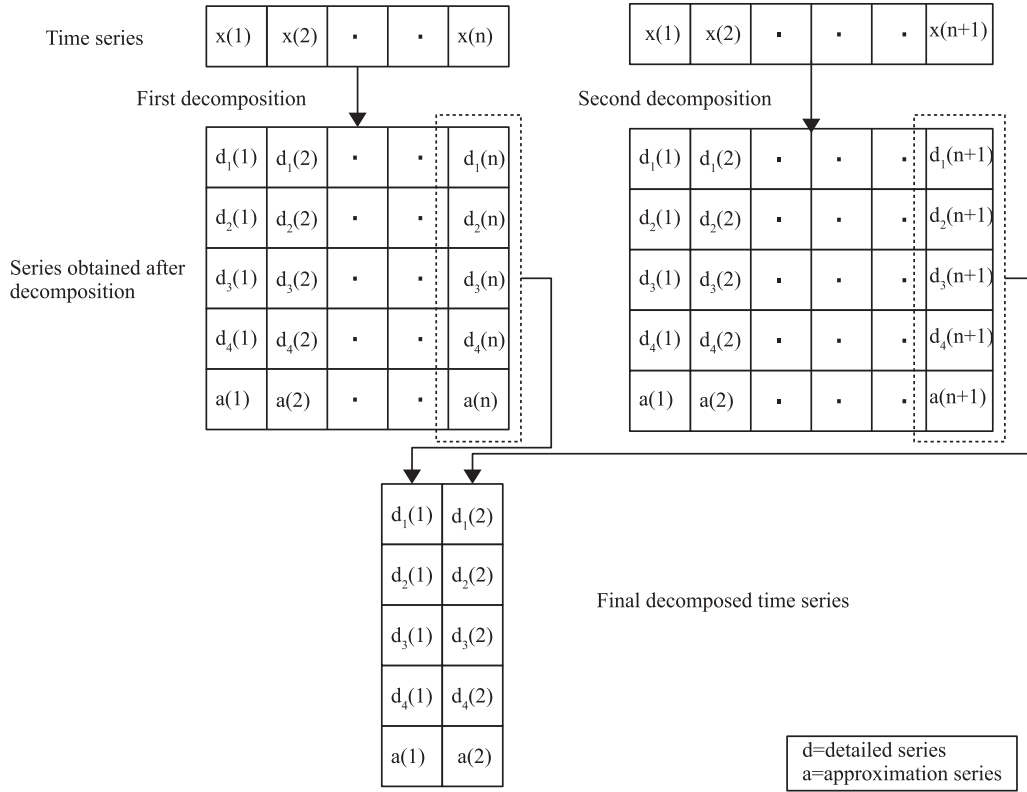 Time series x(1) x(2) · · x(n) x(1) x(2) · · · x(n+1)
First decomposition Second decomposition
d₁(1) d₁(2) · · d₁(n) d₁(1) d₁(2) · · · d₁(n+1)
d₂(1) d₂(2) · · d₂(n) d₂(1) d₂(2) · · · d₂(n+1)
Series obtained after
decomposition
d₃(1) d₃(2) · · d₃(n) d₃(1) d₃(2) · · · d₃(n+1)
d₄(1) d₄(2) · · d₄(n) d₄(1) d₄(2) · · · d₄(n+1)
a(1) a(2) · · a(n) a(1) a(2) · · · a(n+1)
d₁(1) d₁(2)
d₂(1) d₂(2)
Final decomposed time series
d₃(1) d₃(2)
d₄(1) d₄(2)
a(1) a(2)
d=detailed series
a=approximation series